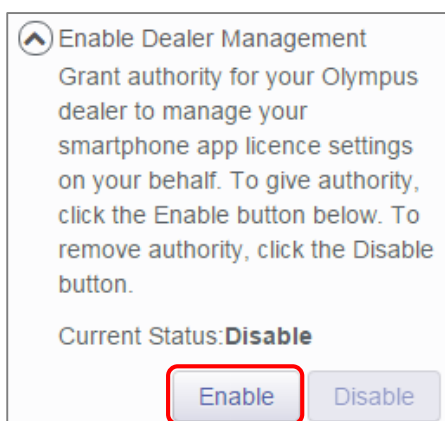 Enable Dealer Management
Grant authority for your Olympus
dealer to manage your
smartphone app licence settings
on your behalf. To give authority,
click the Enable button below. To
remove authority, click the Disable
button.
Current Status:Disable
Enable Disable